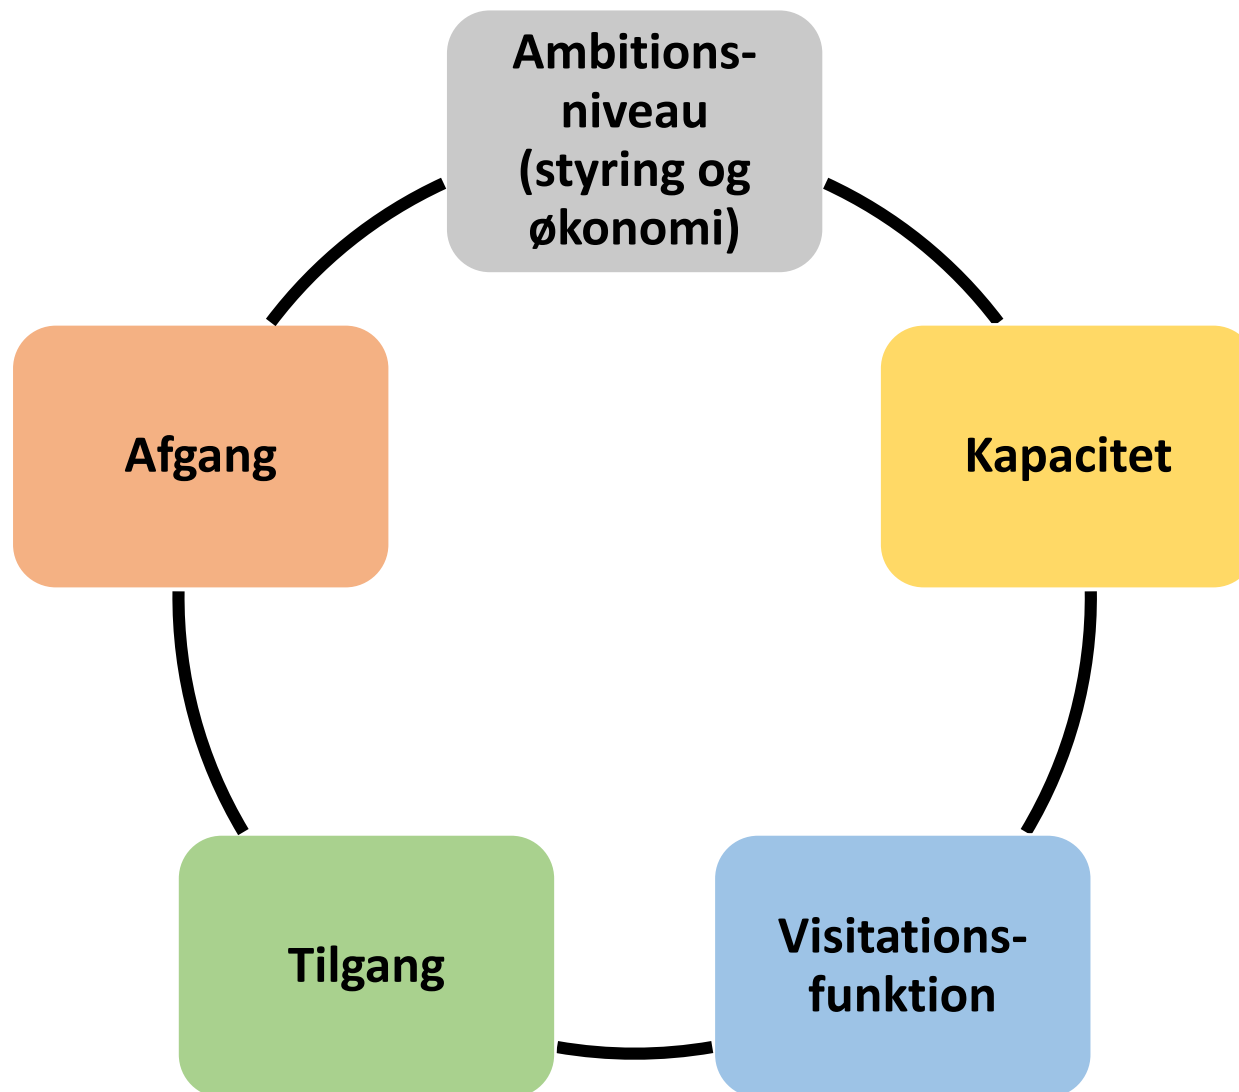 Ambitions-
niveau
(styring og
økonomi)
Kapacitet
Visitations-
funktion
Tilgang
Afgang